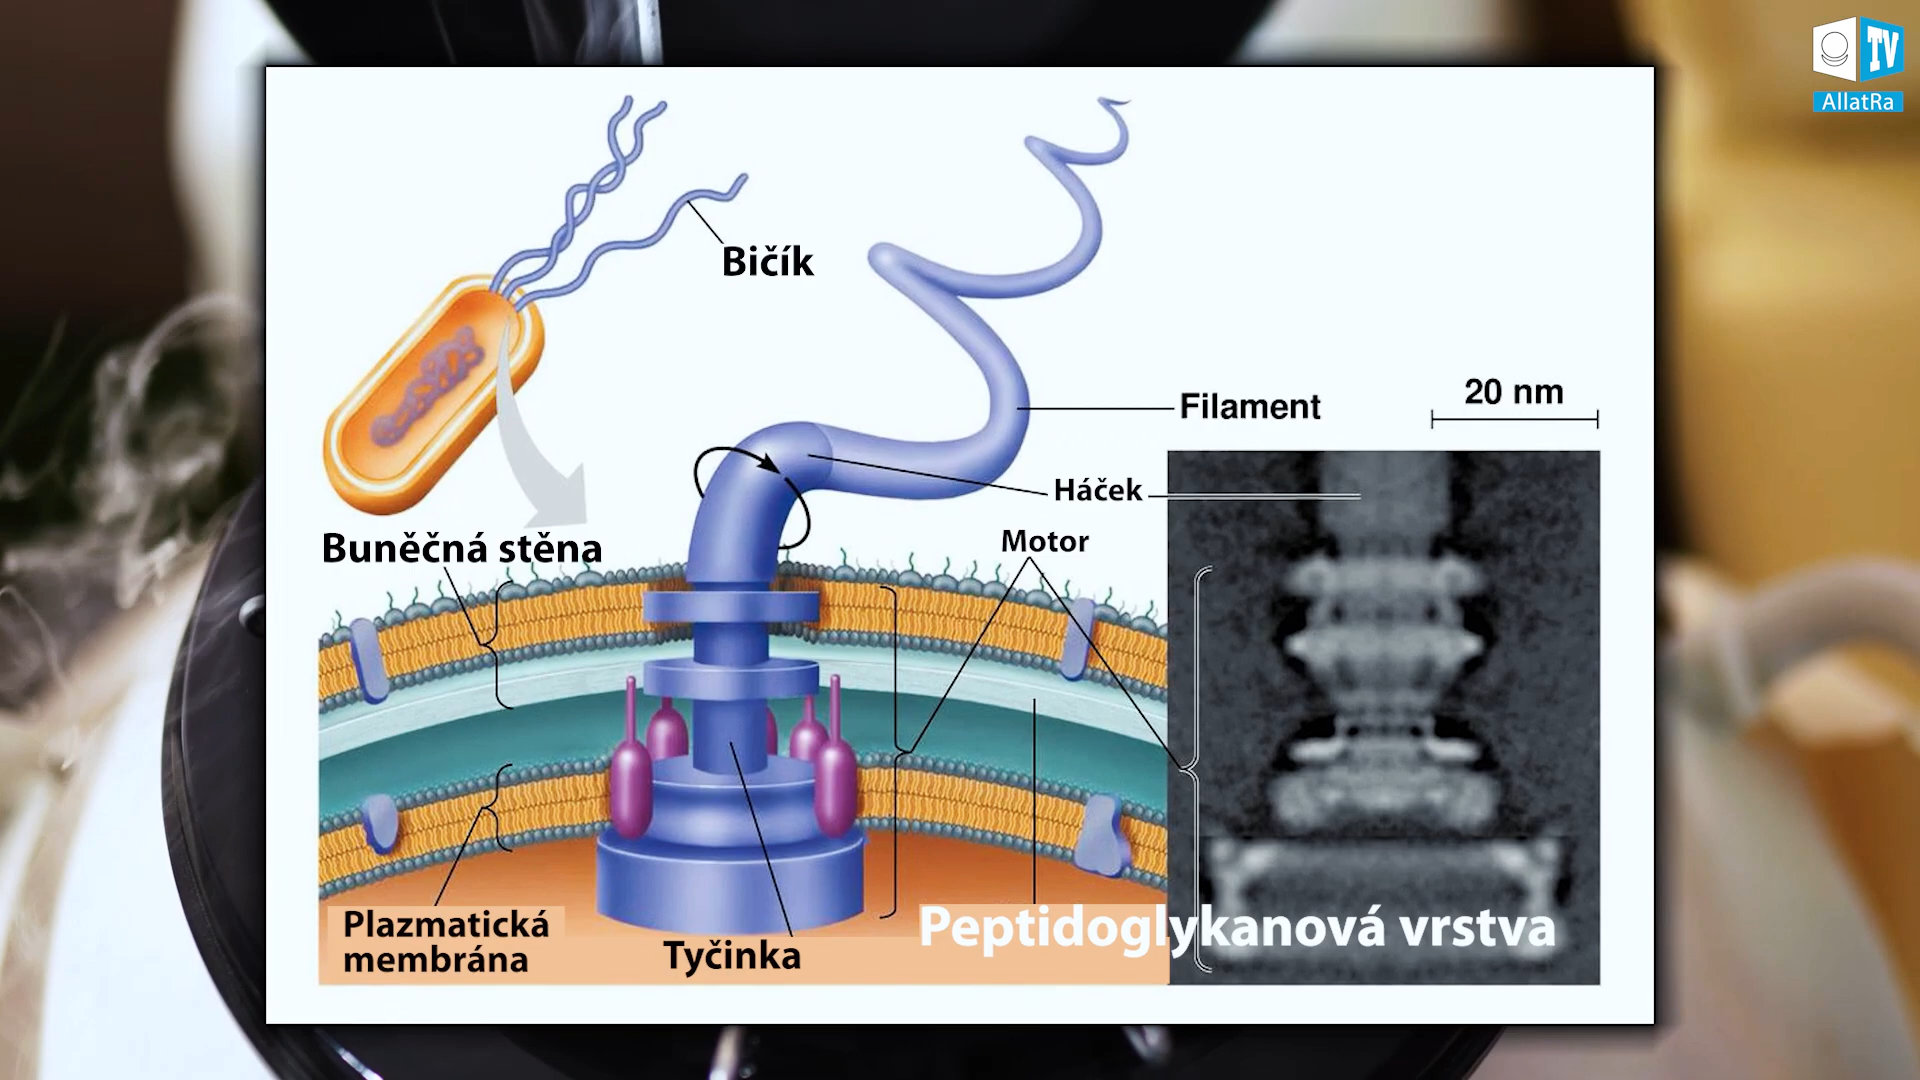 TV
AllatRa
Bičík
Filament
20 nm
Háček
Motor
Buněčná stěna
Plazmatická
membrána
Tyčinka
Peptidoglykanová vrstva